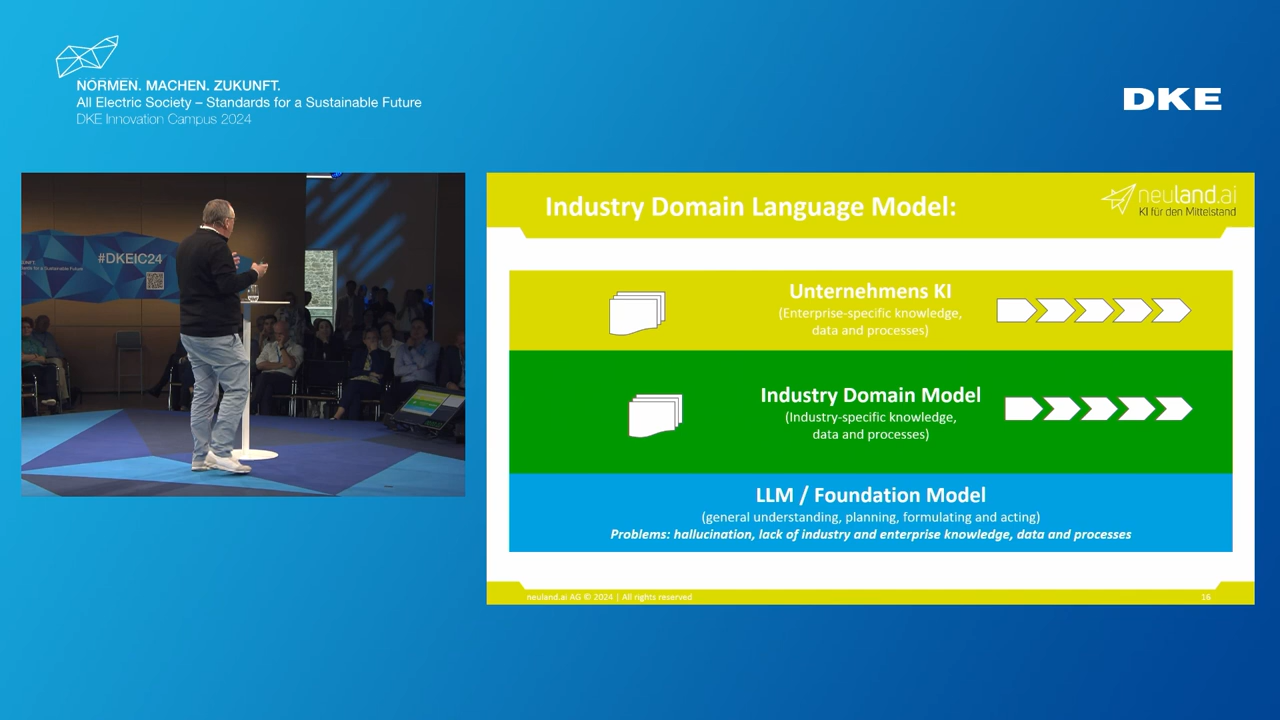 NORMEN. MACHEN. ZUKUNFT.
All Electric Society – Standards for a Sustainable Future
DKE Innovation Campus 2024
DKE
#DKEIC24
Industry Domain Language Model:
neuland.ai
KI für den Mittelstand
Unternehmens KI
(Enterprise-specific knowledge,
data and processes)
Industry Domain Model
(Industry-specific knowledge,
data and processes)
LLM / Foundation Model
(general understanding, planning, formulating and acting)
Problems: hallucination, lack of industry and enterprise knowledge, data and processes
neuland.ai AG © 2024 | All rights reserved
16